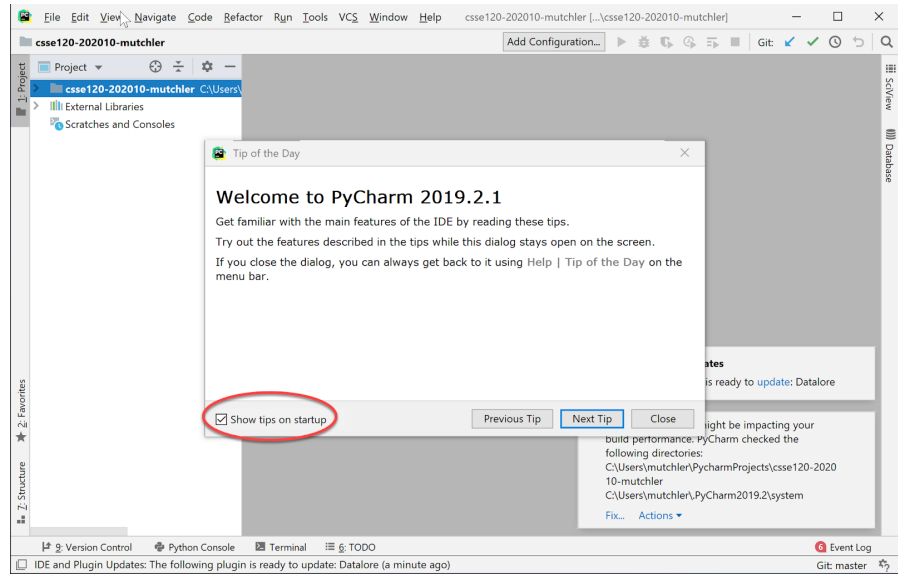 File Edit View Navigate Code Refactor Run Tools VCS Window Help csse120-202010-mutchler [...\csse120-202010-mutchler]
csse120-202010-mutchler Add Configuration... Git:
1: Project
Project
csse120-202010-mutchler C:\Users\
External Libraries
Scratches and Consoles
SciView
Database
Tip of the Day
Welcome to PyCharm 2019.2.1
Get familiar with the main features of the IDE by reading these tips.
Try out the features described in the tips while this dialog stays open on the screen.
If you close the dialog, you can always get back to it using Help | Tip of the Day on the
menu bar.
Show tips on startup Previous Tip Next Tip Close
ates
is ready to update: Datalore
ight be impacting your
build performance. PyCharm checked the
following directories:
C:\Users\mutchler\PycharmProjects\csse120-2020
10-mutchler
C:\Users\mutchler\.PyCharm2019.2\system
Fix... Actions
2: Favorites
7: Structure
9: Version Control Python Console Terminal 6: TODO 6 Event Log
IDE and Plugin Updates: The following plugin is ready to update: Datalore (a minute ago) Git: master